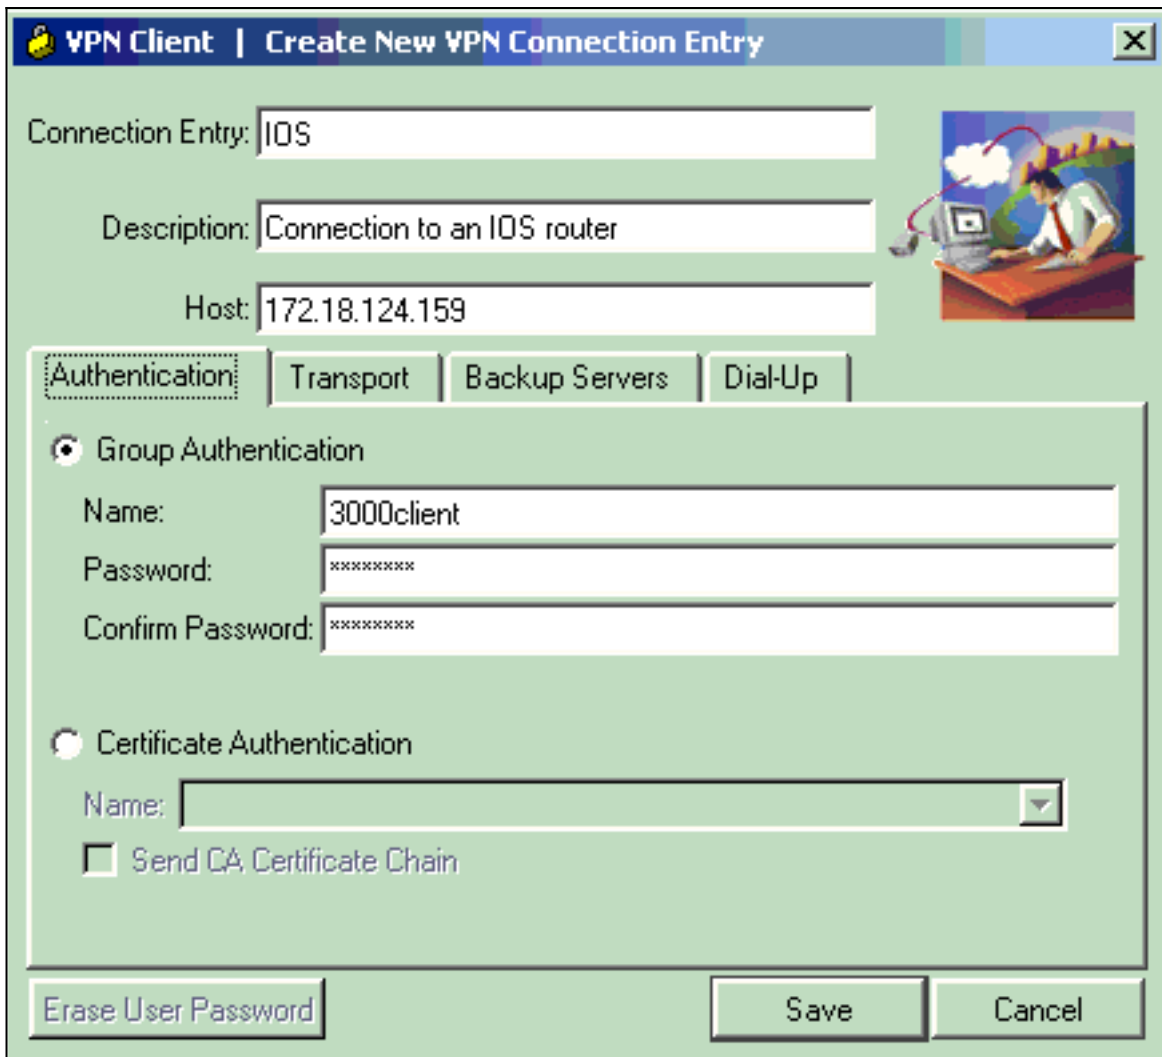 VPN Client | Create New VPN Connection Entry
Connection Entry: IOS
Description: Connection to an IOS router
Host: 172.18.124.159
Authentication Transport Backup Servers Dial-Up
Group Authentication
Name: 3000client
Password: ********
Confirm Password: ********
Certificate Authentication
Name:
Send CA Certificate Chain
Erase User Password Save Cancel